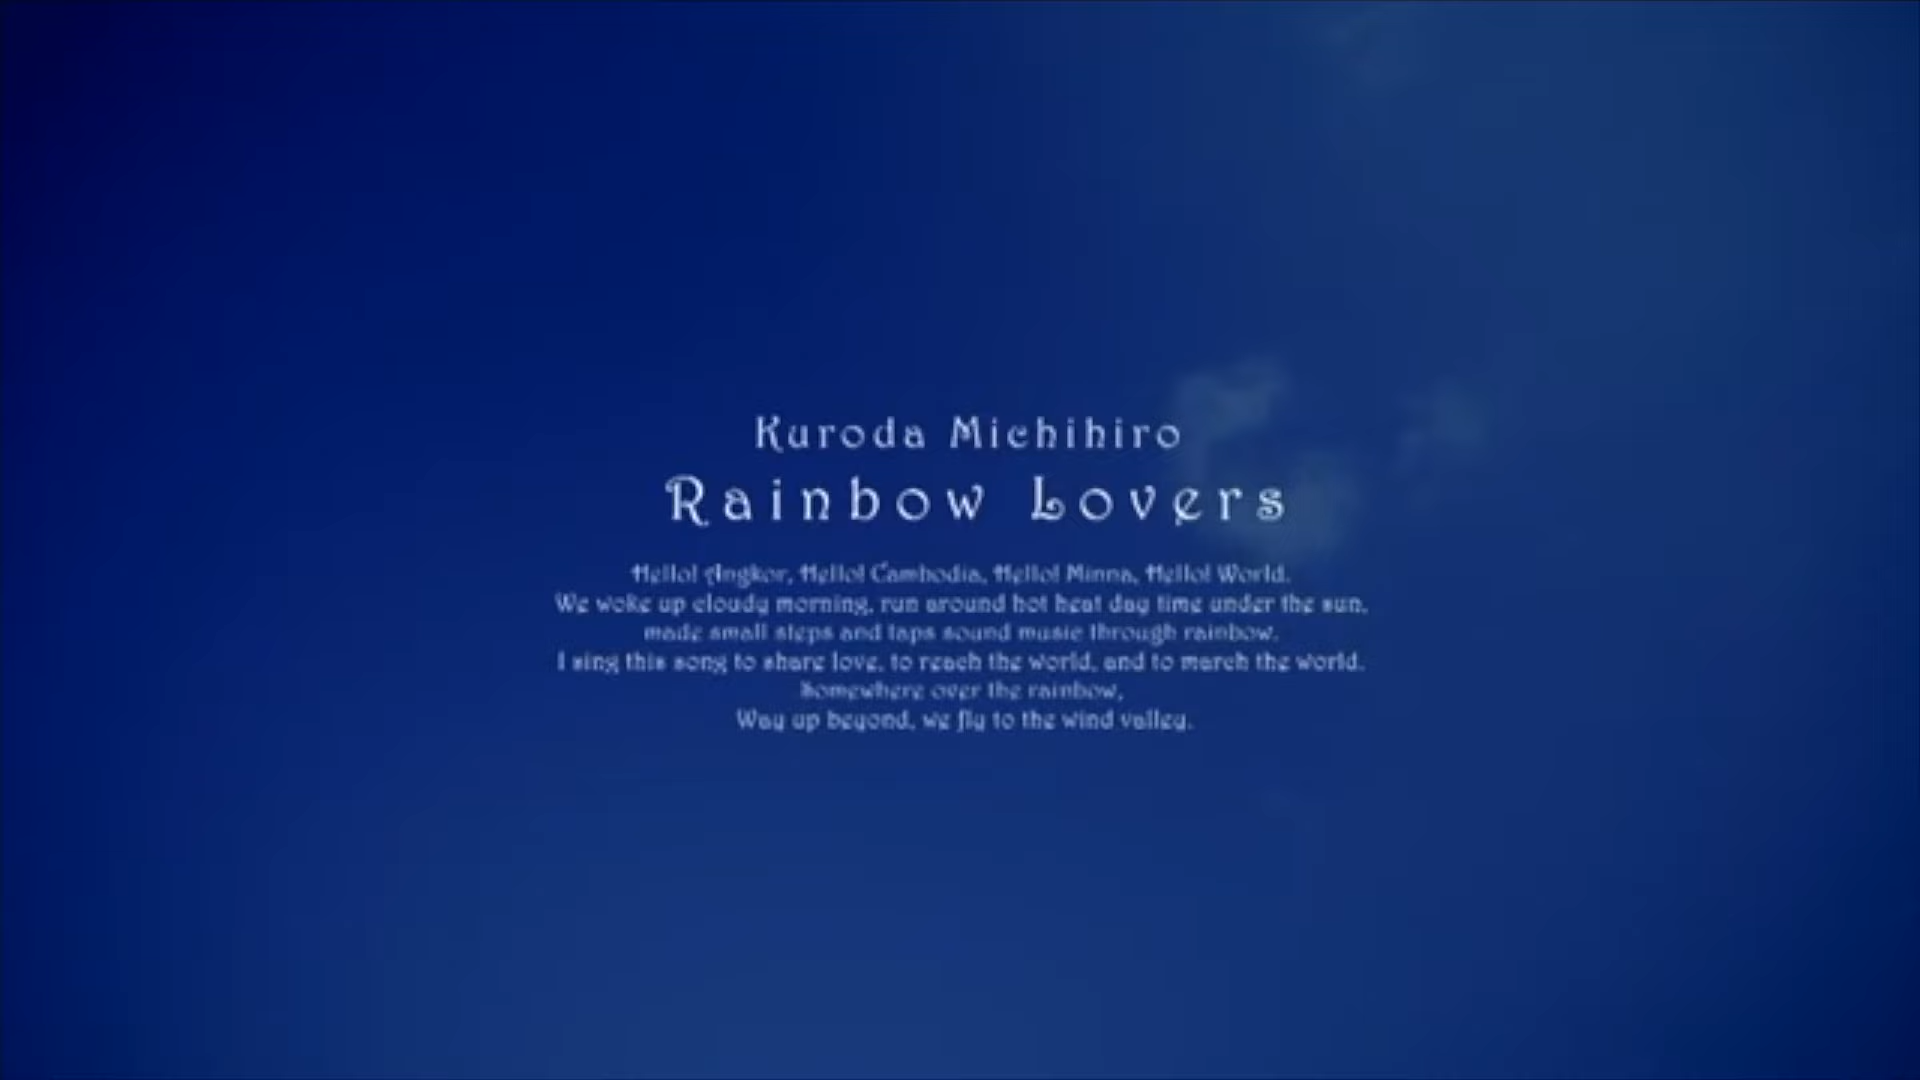 Kuroda Michihiro
Rainbow Lovers
Hello! Angkor, Hello! Cambodia, Hello! Minna, Hello! World.
We woke up cloudy morning, run around hot heat day time under the sun,
made small steps and taps sound music through rainbow.
I sing this song to share love, to reach the world, and to march the world.
Somewhere over the rainbow,
Way up beyond, we fly to the wind valley.